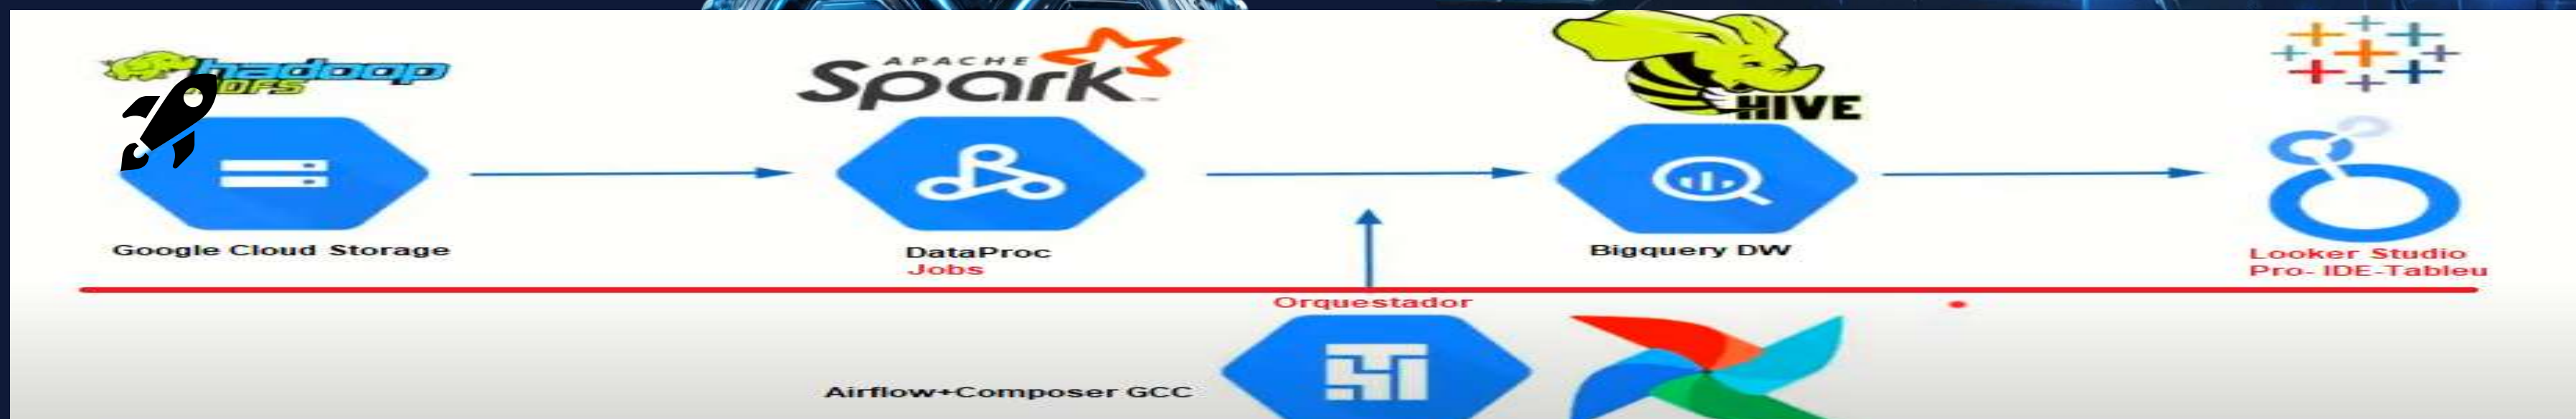 hadoop
HDFS
APACHE
Spark
HIVE
Google Cloud Storage
DataProc
Jobs
Bigquery DW
Looker Studio
Pro- IDE-Tableu
Orquestador
Airflow+Composer GCC